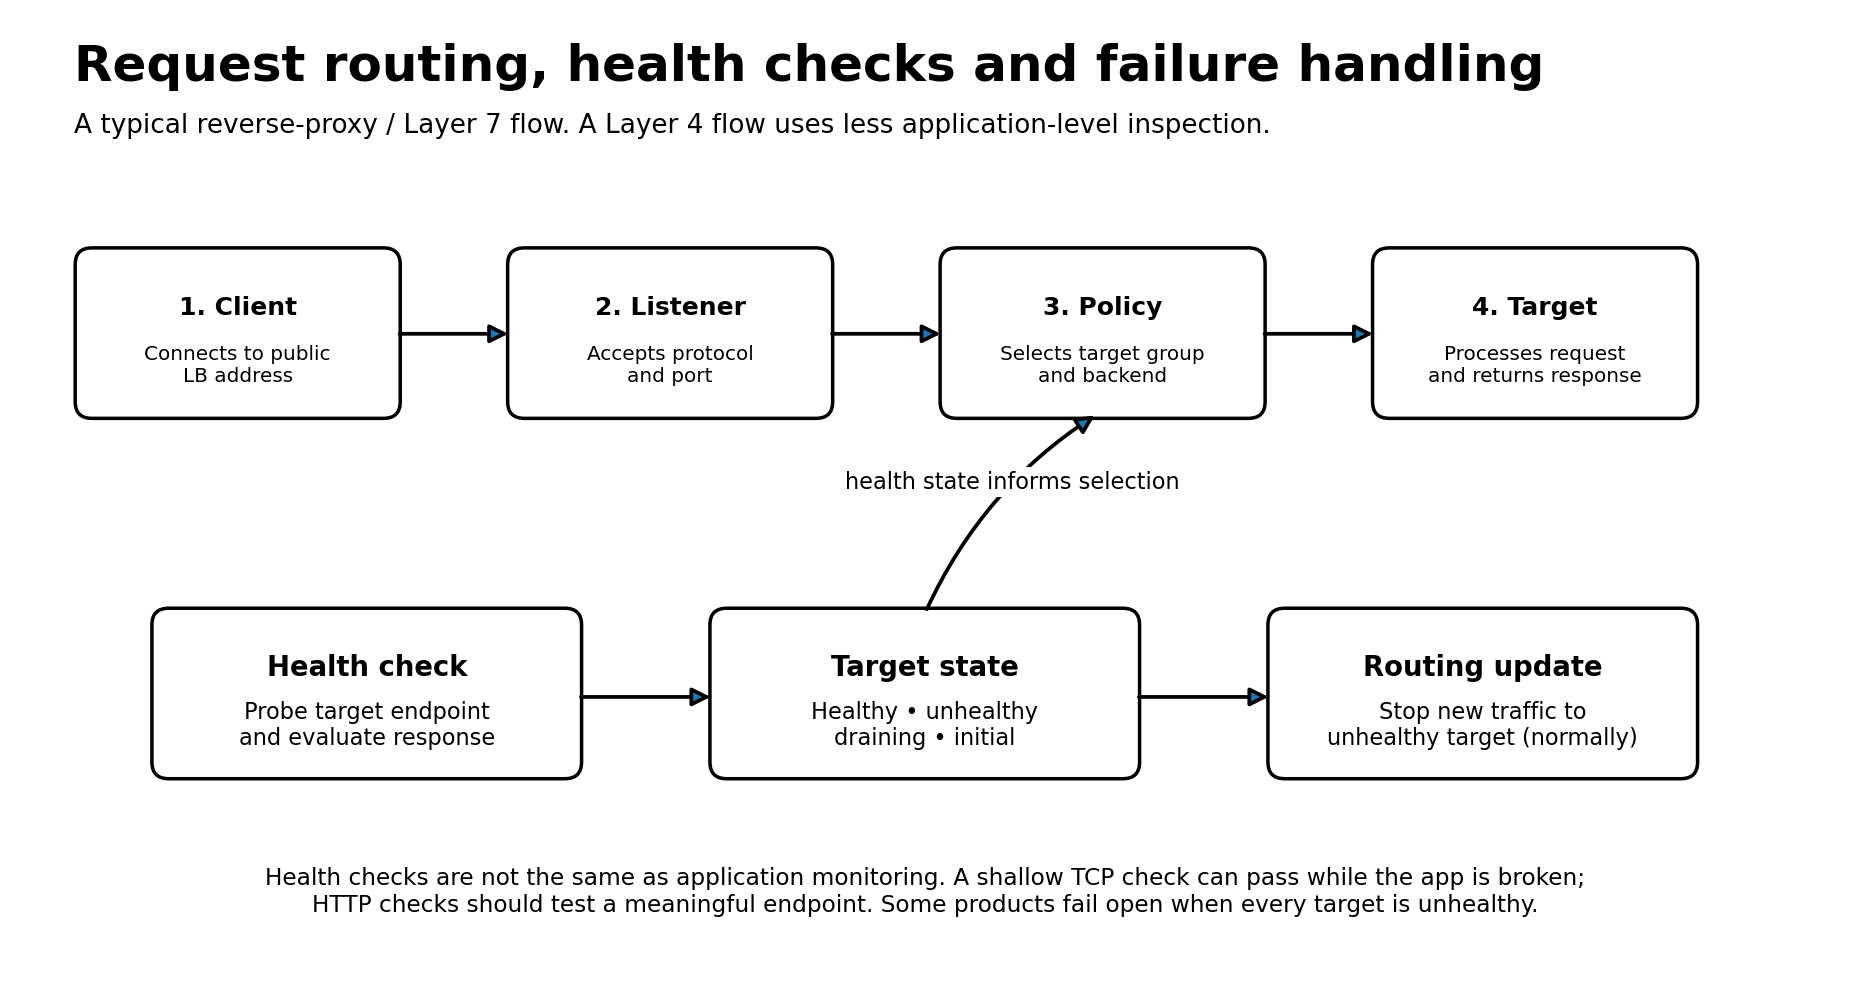 Request routing, health checks and failure handling
A typical reverse-proxy / Layer 7 flow. A Layer 4 flow uses less application-level inspection.
1. Client
Connects to public
LB address
2. Listener
Accepts protocol
and port
3. Policy
Selects target group
and backend
4. Target
Processes request
and returns response
health state informs selection
Health check
Probe target endpoint
and evaluate response
Target state
Healthy • unhealthy
draining • initial
Routing update
Stop new traffic to
unhealthy target (normally)
Health checks are not the same as application monitoring. A shallow TCP check can pass while the app is broken;
HTTP checks should test a meaningful endpoint. Some products fail open when every target is unhealthy.